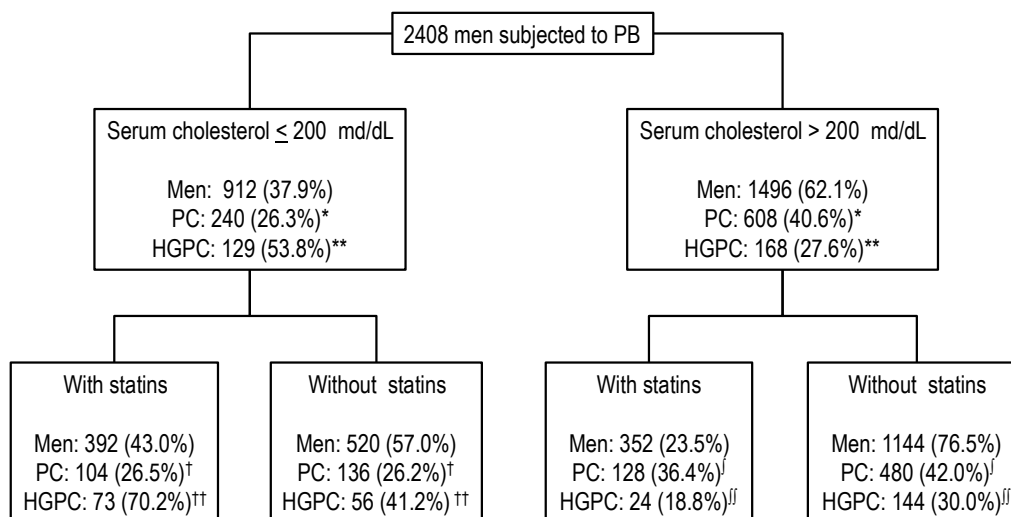 2408 men subjected to PB
Serum cholesterol ≤ 200 md/dL
Men: 912 (37.9%)
PC: 240 (26.3%)*
HGPC: 129 (53.8%)**
Serum cholesterol > 200 md/dL
Men: 1496 (62.1%)
PC: 608 (40.6%)*
HGPC: 168 (27.6%)**
With statins
Men: 392 (43.0%)
PC: 104 (26.5%)†
HGPC: 73 (70.2%)††
Without statins
Men: 520 (57.0%)
PC: 136 (26.2%)†
HGPC: 56 (41.2%) ††
With statins
Men: 352 (23.5%)
PC: 128 (36.4%)∫
HGPC: 24 (18.8%)∫∫
Without statins
Men: 1144 (76.5%)
PC: 480 (42.0%)∫
HGPC: 144 (30.0%)∫∫